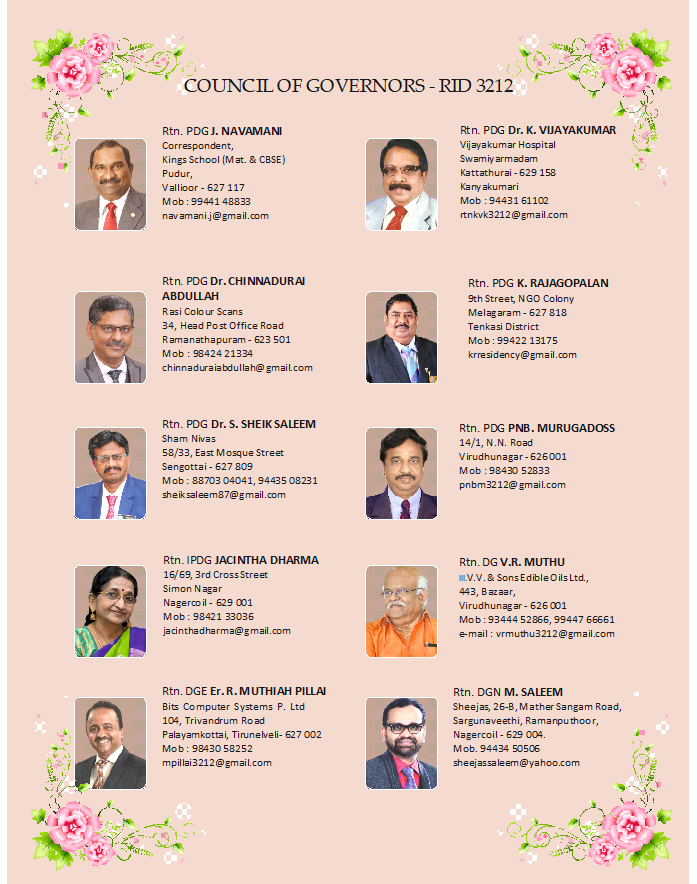 COUNCIL OF GOVERNORS - RID 3212
Rtn. PDG J. NAVAMANI
Correspondent,
Kings School (Mat. & CBSE)
Pudur,
Vallioor - 627 117
Mob : 99441 48833
navamani.j@gmail.com
Rtn. PDG Dr. K. VIJAYAKUMAR
Vijayakumar Hospital
Swamiyarmadam
Kattathurai - 629 158
Kanyakumari
Mob : 94431 61102
rtnkvk3212@gmail.com
Rtn. PDG Dr. CHINNADURAI
ABDULLAH
Rasi Colour Scans
34, Head Post Office Road
Ramanathapuram - 623 501
Mob : 98424 21334
chinnaduraiabdullah@gmail.com
Rtn. PDG K. RAJAGOPALAN
9th Street, NGO Colony
Melagaram - 627 818
Tenkasi District
Mob : 99422 13175
krresidency@gmail.com
Rtn. PDG Dr. S. SHEIK SALEEM
Sham Nivas
58/33, East Mosque Street
Sengottai - 627 809
Mob : 88703 04041, 94435 08231
sheiksaleem87@gmail.com
Rtn. PDG PNB. MURUGADOSS
14/1, N.N. Road
Virudhunagar - 626 001
Mob : 98430 52833
pnbm3212@gmail.com
Rtn. IPDG JACINTHA DHARMA
16/69, 3rd Cross Street
Simon Nagar
Nagercoil - 629 001
Mob : 98421 33036
jacinthadharma@gmail.com
Rtn. DG V.R. MUTHU
V.V. & Sons Edible Oils Ltd.,
443, Bazaar,
Virudhunagar - 626 001
Mob : 93444 52866, 99447 66661
e-mail : vrmuthu3212@gmail.com
Rtn. DGE Er. R. MUTHIAH PILLAI
Bits Computer Systems P. Ltd
104, Trivandrum Road
Palayamkottai, Tirunelveli- 627 002
Mob : 98430 58252
mpillai3212@gmail.com
Rtn. DGN M. SALEEM
Sheejas, 26-B, Mather Sangam Road,
Sargunaveethi, Ramanputhoor,
Nagercoil - 629 004.
Mob. 94434 50506
sheejassaleem@yahoo.com